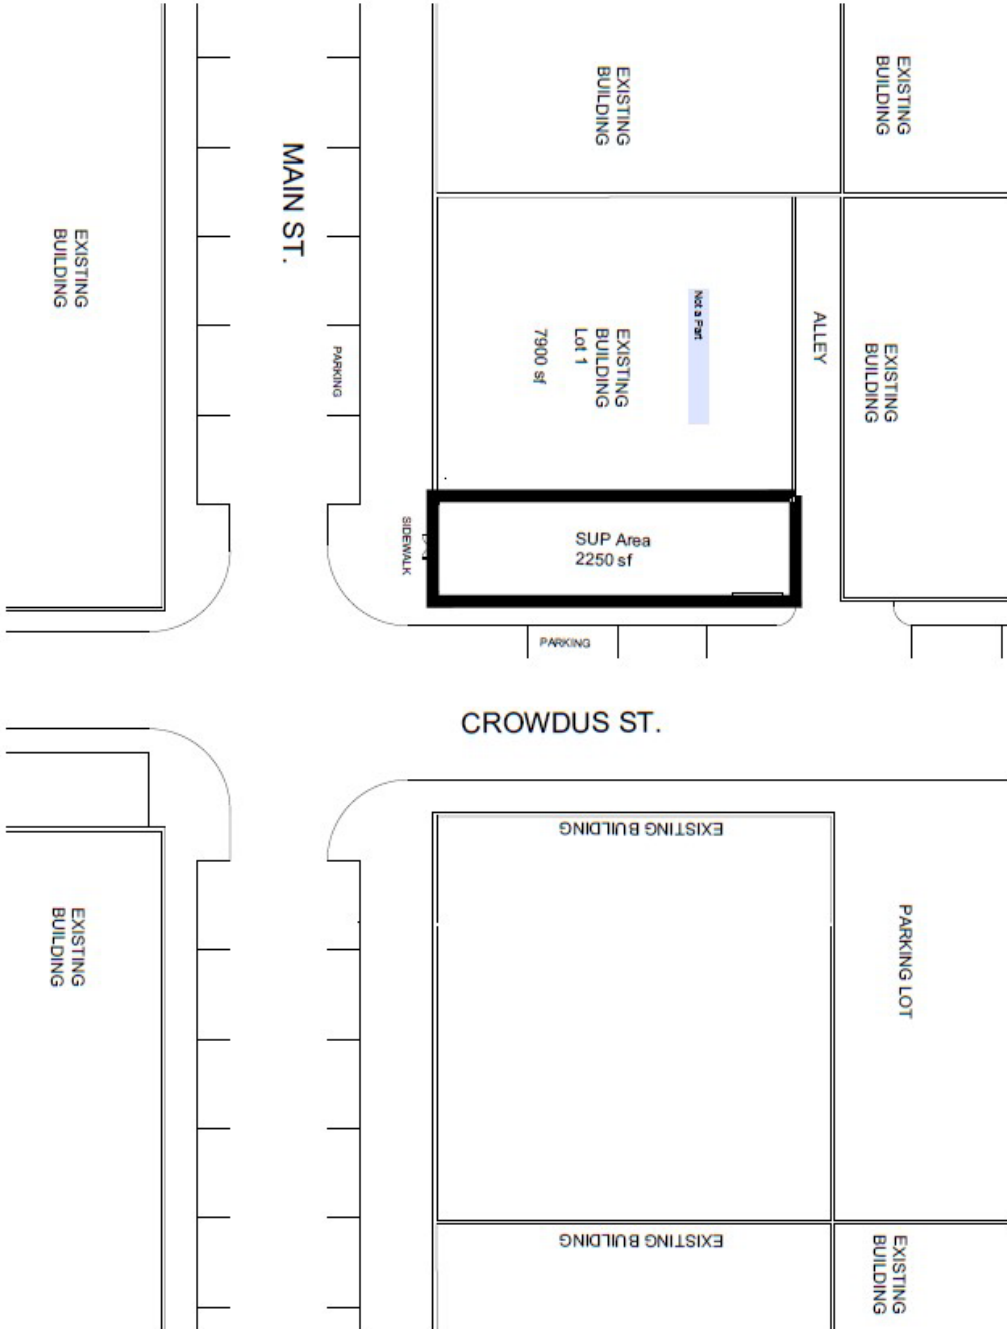 EXISTING
BUILDING
EXISTING
BUILDING
MAIN ST.
EXISTING
BUILDING
Not a Part
ALLEY
PARKING
EXISTING
BUILDING
Lot 1
7900 sf
EXISTING
BUILDING
SIDEWALK
SUP Area
2250 sf
PARKING
CROWDUS ST.
EXISTING BUILDING
EXISTING
BUILDING
PARKING LOT
EXISTING BUILDING
EXISTING
BUILDING